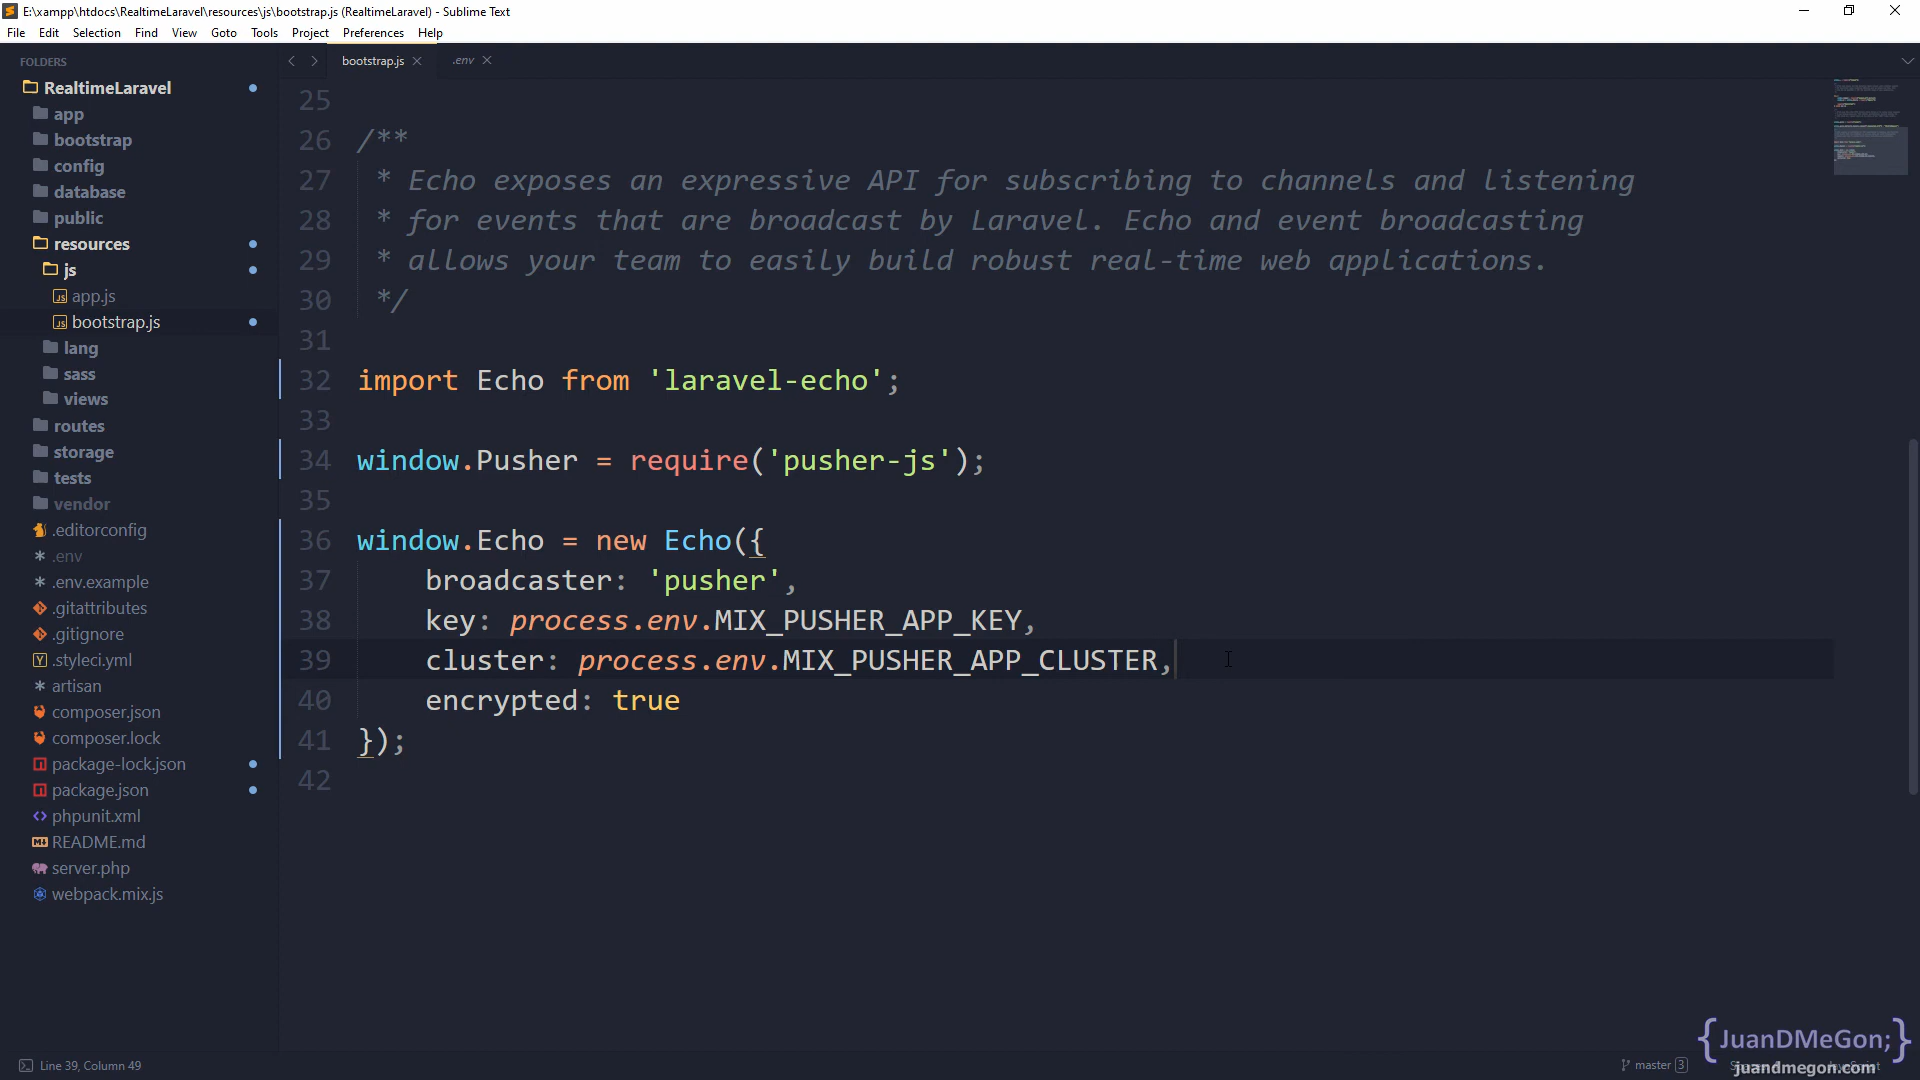 E:\xampp\htdocs\RealtimeLaravel\resources\js\bootstrap.js (RealtimeLaravel) - Sublime Text
File Edit Selection Find View Goto Tools Project Preferences Help
FOLDERS
RealtimeLaravel
app
bootstrap
config
database
public
resources
js
app.js
bootstrap.js
lang
sass
views
routes
storage
tests
vendor
.editorconfig
.env
.env.example
.gitattributes
.gitignore
.styleci.yml
artisan
composer.json
composer.lock
package-lock.json
package.json
phpunit.xml
README.md
server.php
webpack.mix.js
bootstrap.js .env
25
26 /**
27 * Echo exposes an expressive API for subscribing to channels and listening
28 * for events that are broadcast by Laravel. Echo and event broadcasting
29 * allows your team to easily build robust real-time web applications.
30 */
31
32 import Echo from 'laravel-echo';
33
34 window.Pusher = require('pusher-js');
35
36 window.Echo = new Echo({
37 broadcaster: 'pusher',
38 key: process.env.MIX_PUSHER_APP_KEY,
39 cluster: process.env.MIX_PUSHER_APP_CLUSTER,
40 encrypted: true
41 });
42
{JuanDMeGon;}
juandmegon.com
Line 39, Column 49
master 3